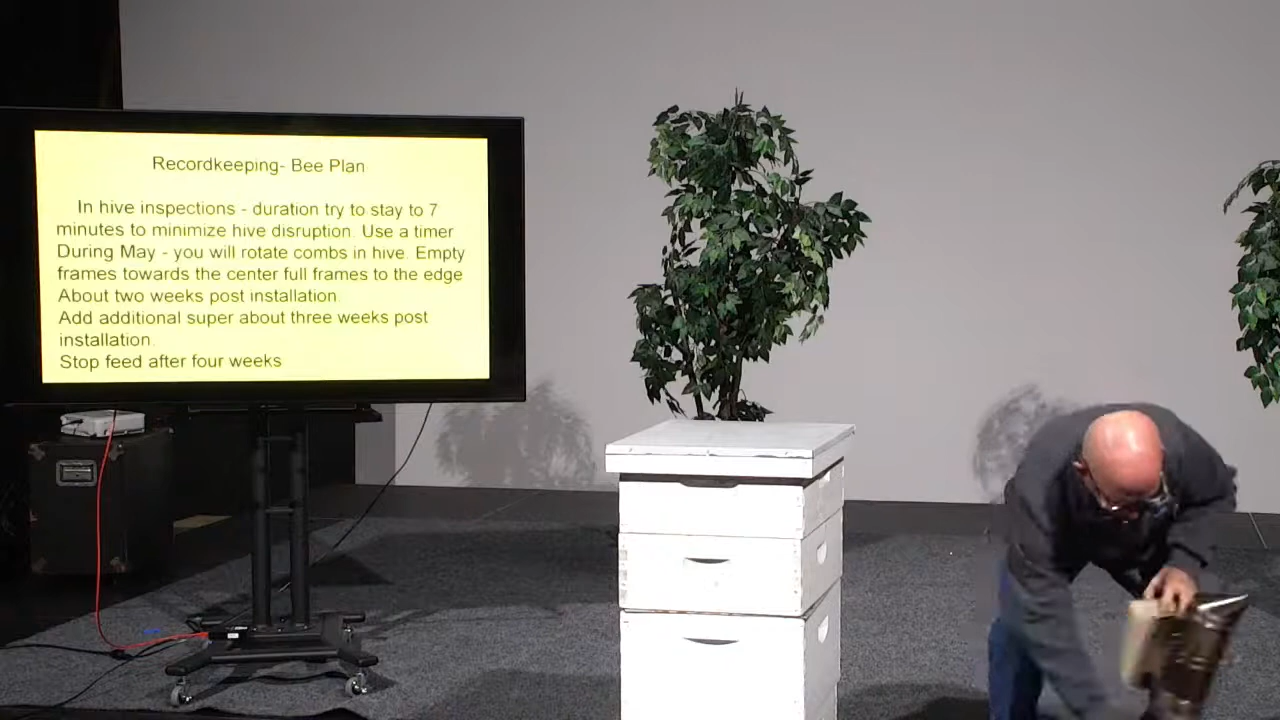 Recordkeeping- Bee Plan
In hive inspections - duration try to stay to 7
minutes to minimize hive disruption. Use a timer
During May - you will rotate combs in hive. Empty
frames towards the center full frames to the edge
About two weeks post installation.
Add additional super about three weeks post
installation.
Stop feed after four weeks